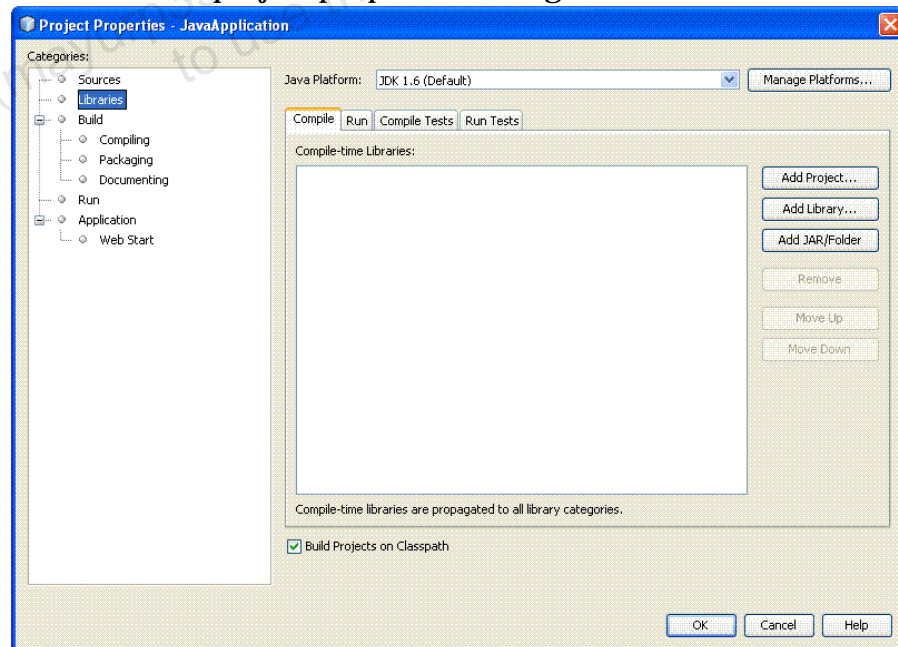 Project Properties - JavaApplication
Categories:
Sources
Libraries
Build
Compiling
Packaging
Documenting
Run
Application
Web Start
Java Platform: JDK 1.6 (Default) Manage Platforms...
Compile Run Compile Tests Run Tests
Compile-time Libraries:
Add Project...
Add Library...
Add JAR/Folder
Remove
Move Up
Move Down
Compile-time libraries are propagated to all library categories.
Build Projects on Classpath
OK Cancel Help
to use